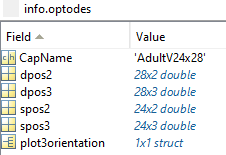 info.optodes
Field Value
CapName 'AdultV24x28'
dpos2 28x2 double
dpos3 28x3 double
spos2 24x2 double
spos3 24x3 double
plot3orientation 1x1 struct